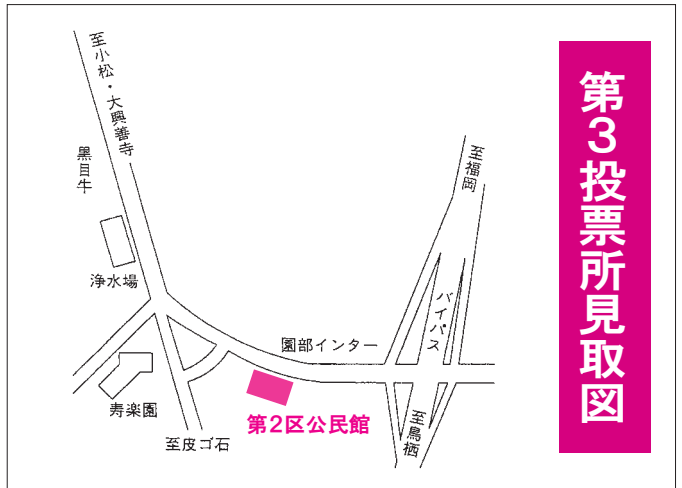 第3投票所見取図
至小松・大興善寺
黒目牛
浄水場
寿楽園
至皮ゴ石
第2区公民館
園部インター
バイパス
至福岡
至鳥栖